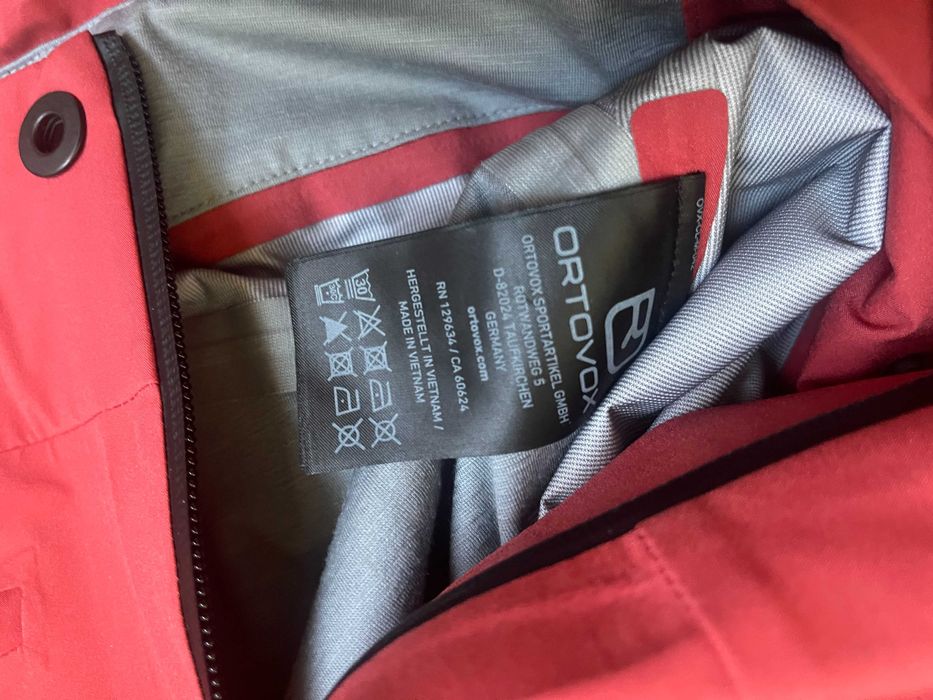 ORTOVOX
ORTOVOX SPORTARTIKEL GMBH
ROTWANDWEG 5
D-82024 TAUFKIRCHEN
GERMANY
ortovox.com
RN 129634 / CA 60624
HERGESTELLT IN VIETNAM /
MADE IN VIETNAM
30